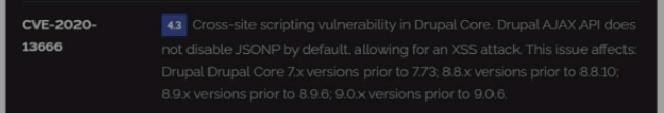 CVE-2020-13666
4.3 Cross-site scripting vulnerability in Drupal Core. Drupal AJAX API does
not disable JSONP by default, allowing for an XSS attack. This issue affects:
Drupal Drupal Core 7.x versions prior to 7.73; 8.8.x versions prior to 8.8.10;
8.9.x versions prior to 8.9.6; 9.0.x versions prior to 9.0.6.